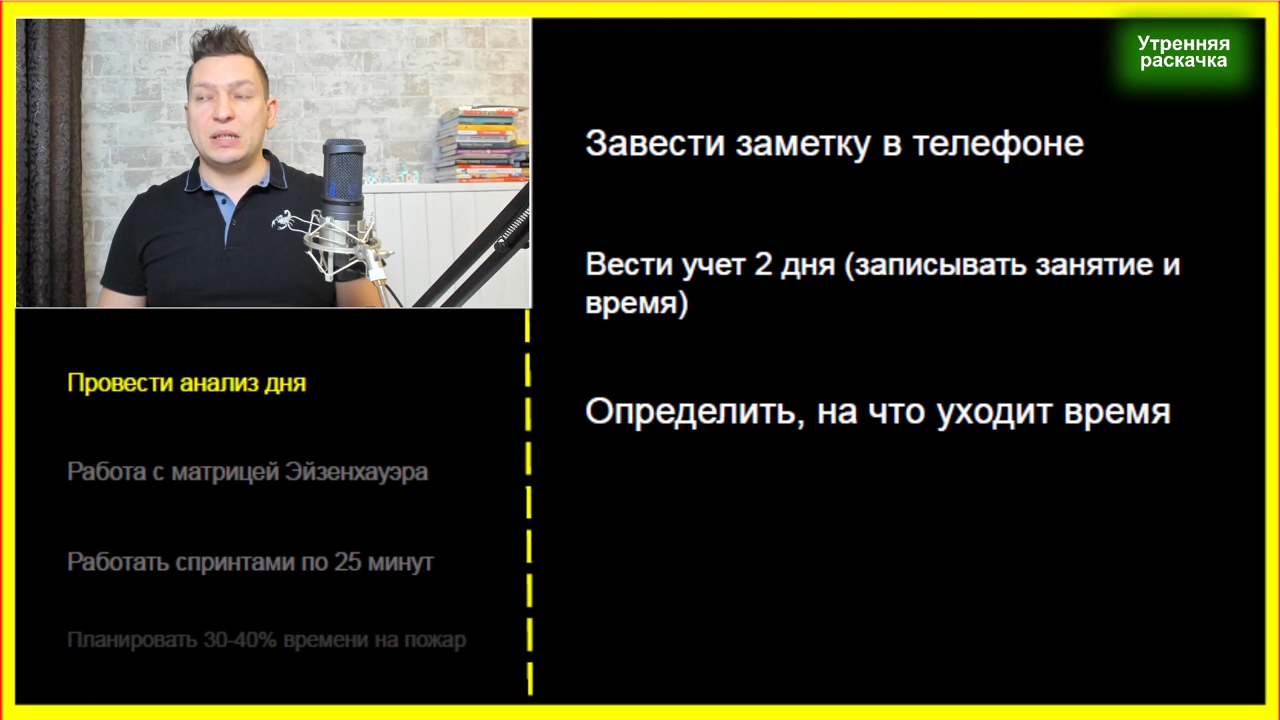 Утренняя
раскачка
Завести заметку в телефоне
Вести учет 2 дня (записывать занятие и
время)
Определить, на что уходит время
Провести анализ дня
Работа с матрицей Эйзенхауэра
Работать спринтами по 25 минут
Планировать 30-40% времени на пожар